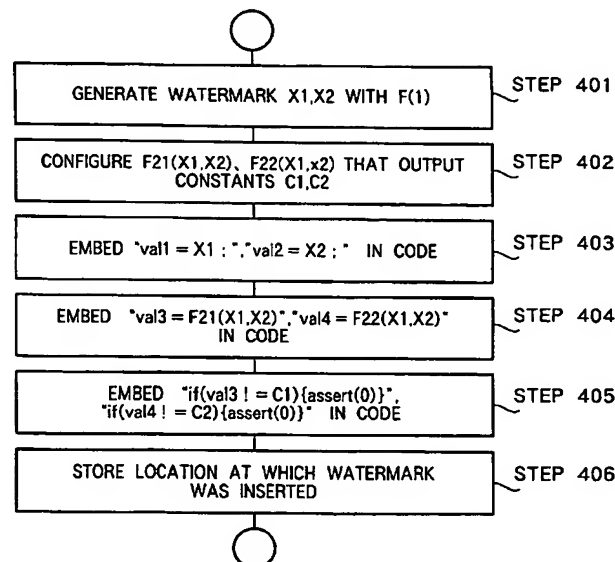 GENERATE WATERMARK X1,X2 WITH F(1)
STEP 401
CONFIGURE F21(X1,X2)、F22(X1,x2) THAT OUTPUT
CONSTANTS C1,C2
STEP 402
EMBED "val1 = X1 ; ","val2 = X2 ; " IN CODE
STEP 403
EMBED "val3 = F21(X1,X2)","val4 = F22(X1,X2)"
IN CODE
STEP 404
EMBED "if(val3 ! = C1){assert(0)}",
"if(val4 ! = C2){assert(0)}" IN CODE
STEP 405
STORE LOCATION AT WHICH WATERMARK
WAS INSERTED
STEP 406